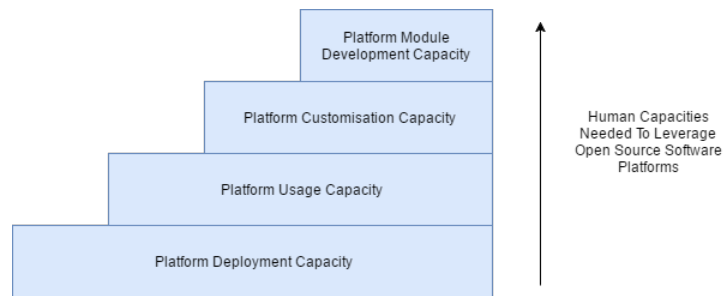 Platform Module
Development Capacity
Platform Customisation Capacity
Human Capacities
Needed To Leverage
Open Source Software
Platforms
Platform Usage Capacity
Platform Deployment Capacity